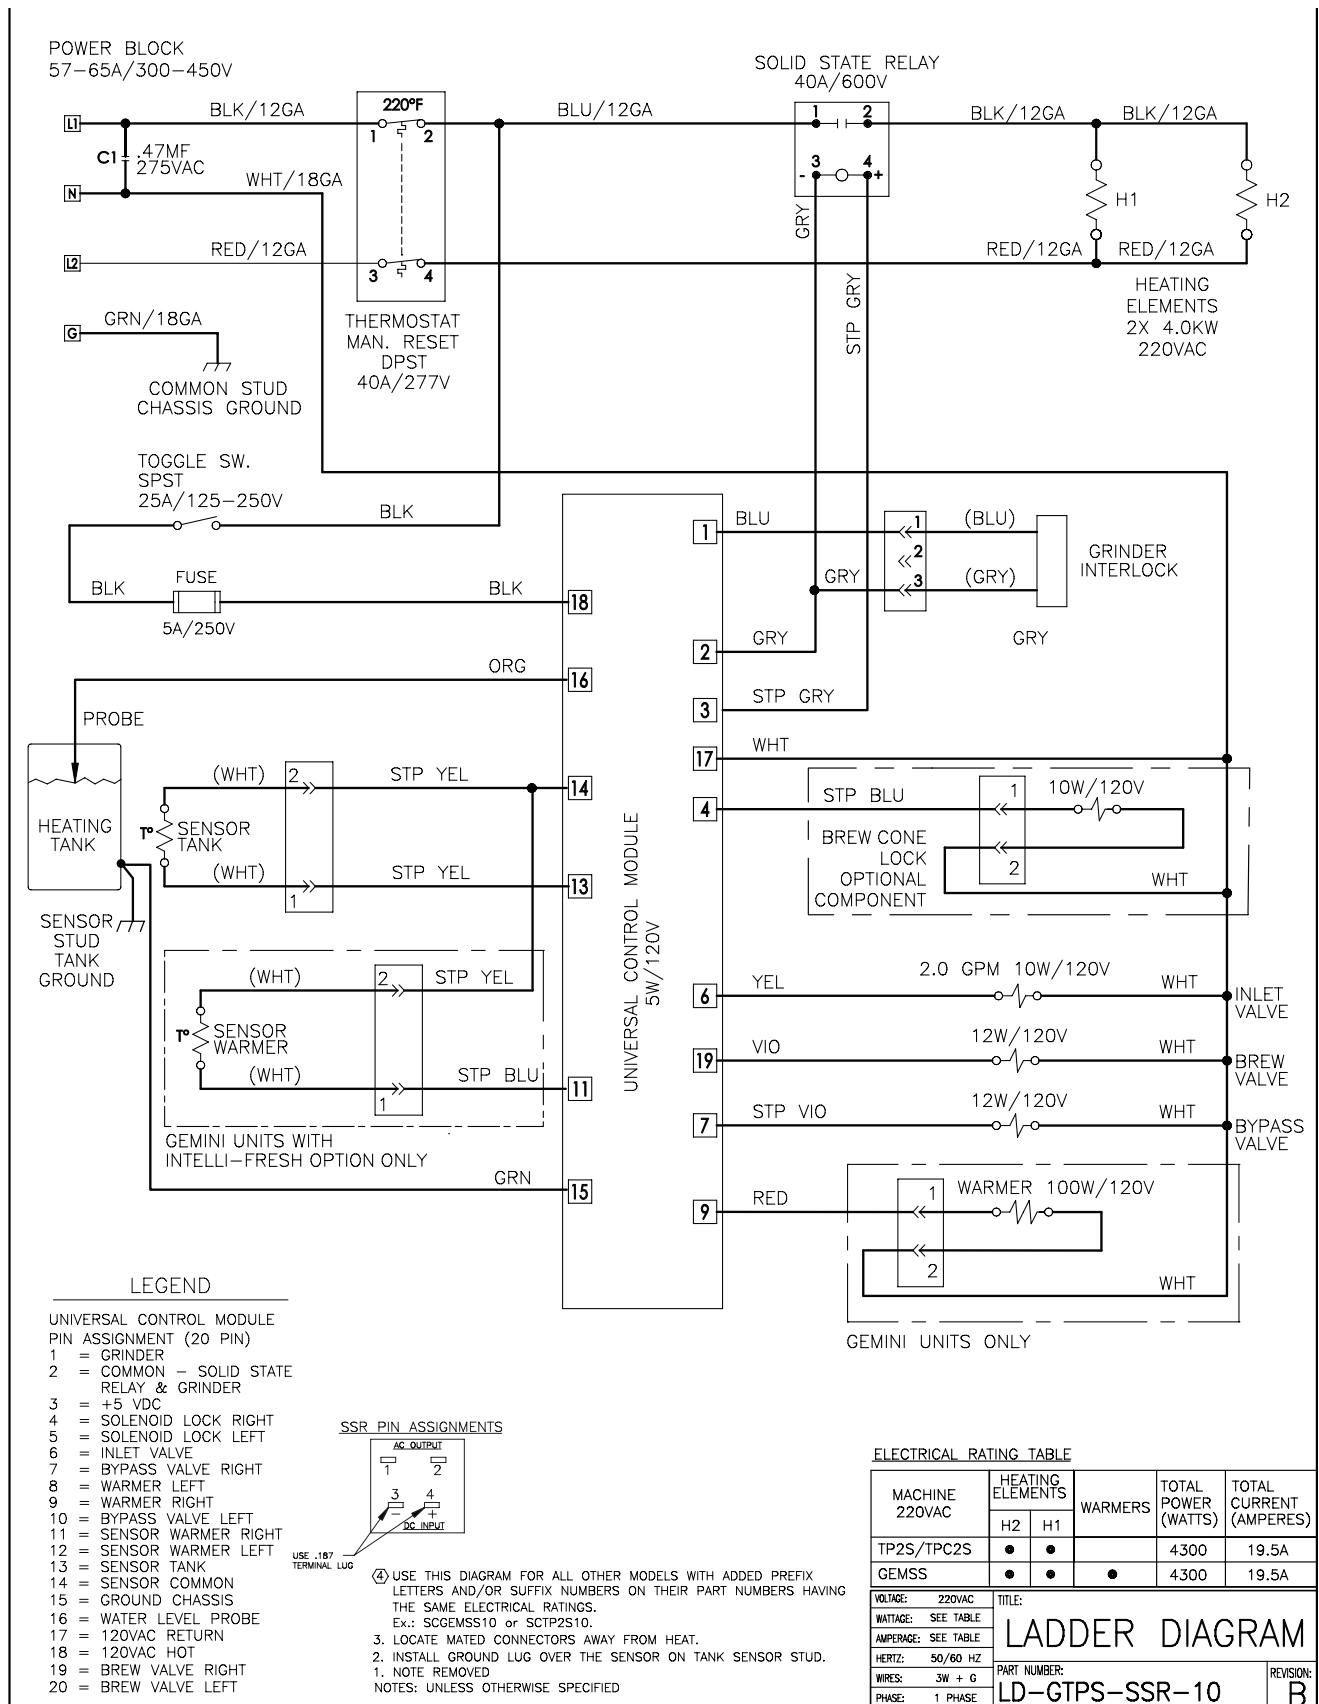 POWER BLOCK
57-65A/300-450V
SOLID STATE RELAY
40A/600V
L1
BLK/12GA
220°F
1 2
BLU/12GA
1 2
BLK/12GA
BLK/12GA
C1
.47MF
275VAC
3 4
- +
N
WHT/18GA
GRY
H1
H2
L2
RED/12GA
3 4
RED/12GA
RED/12GA
STP GRY
HEATING
ELEMENTS
2X 4.0KW
220VAC
G
GRN/18GA
THERMOSTAT
MAN. RESET
DPST
40A/277V
COMMON STUD
CHASSIS GROUND
TOGGLE SW.
SPST
25A/125-250V
BLK
1
BLU
1
(BLU)
2
GRINDER
INTERLOCK
BLK
FUSE
BLK
18
GRY
3
(GRY)
5A/250V
GRY
2
GRY
ORG
16
3
STP GRY
PROBE
17
WHT
(WHT)
2
STP YEL
14
4
STP BLU
1
10W/120V
HEATING
TANK
T°
SENSOR
TANK
BREW CONE
LOCK
OPTIONAL
COMPONENT
2
WHT
(WHT)
1
STP YEL
13
SENSOR
STUD
TANK
GROUND
UNIVERSAL CONTROL MODULE
5W/120V
(WHT)
2
STP YEL
6
YEL
2.0 GPM 10W/120V
WHT
INLET
VALVE
T°
SENSOR
WARMER
19
VIO
12W/120V
WHT
BREW
VALVE
(WHT)
1
STP BLU
11
7
STP VIO
12W/120V
WHT
BYPASS
VALVE
GEMINI UNITS WITH
INTELLI-FRESH OPTION ONLY
GRN
15
9
RED
1
WARMER 100W/120V
2
WHT
GEMINI UNITS ONLY
LEGEND
UNIVERSAL CONTROL MODULE
PIN ASSIGNMENT (20 PIN)
1 = GRINDER
2 = COMMON - SOLID STATE
RELAY & GRINDER
3 = +5 VDC
4 = SOLENOID LOCK RIGHT
5 = SOLENOID LOCK LEFT
6 = INLET VALVE
7 = BYPASS VALVE RIGHT
8 = WARMER LEFT
9 = WARMER RIGHT
10 = BYPASS VALVE LEFT
11 = SENSOR WARMER RIGHT
12 = SENSOR WARMER LEFT
13 = SENSOR TANK
14 = SENSOR COMMON
15 = GROUND CHASSIS
16 = WATER LEVEL PROBE
17 = 120VAC RETURN
18 = 120VAC HOT
19 = BREW VALVE RIGHT
20 = BREW VALVE LEFT
SSR PIN ASSIGNMENTS
AC OUTPUT
1 2
3 4
- +
DC INPUT
USE .187
TERMINAL LUG
4 USE THIS DIAGRAM FOR ALL OTHER MODELS WITH ADDED PREFIX
LETTERS AND/OR SUFFIX NUMBERS ON THEIR PART NUMBERS HAVING
THE SAME ELECTRICAL RATINGS.
Ex.: SCGEMSS10 or SCTP2S10.
3. LOCATE MATED CONNECTORS AWAY FROM HEAT.
2. INSTALL GROUND LUG OVER THE SENSOR ON TANK SENSOR STUD.
1. NOTE REMOVED
NOTES: UNLESS OTHERWISE SPECIFIED
ELECTRICAL RATING TABLE
MACHINE
220VAC
HEATING
ELEMENTS
H2 H1
WARMERS
TOTAL
POWER
(WATTS)
TOTAL
CURRENT
(AMPERES)
TP2S/TPC2S ● ● 4300 19.5A
GEMSS ● ● ● 4300 19.5A
VOLTAGE: 220VAC
WATTAGE: SEE TABLE
AMPERAGE: SEE TABLE
HERTZ: 50/60 HZ
WIRES: 3W + G
PHASE: 1 PHASE
TITLE:
LADDER DIAGRAM
PART NUMBER:
LD-GTPS-SSR-10
REVISION:
B